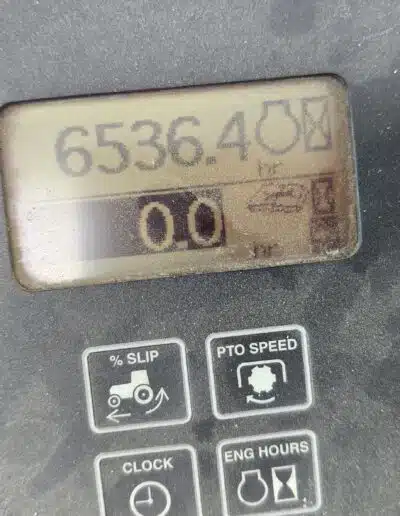 6536.4
hr
0.0
hr
% SLIP
PTO SPEED
CLOCK
ENG HOURS